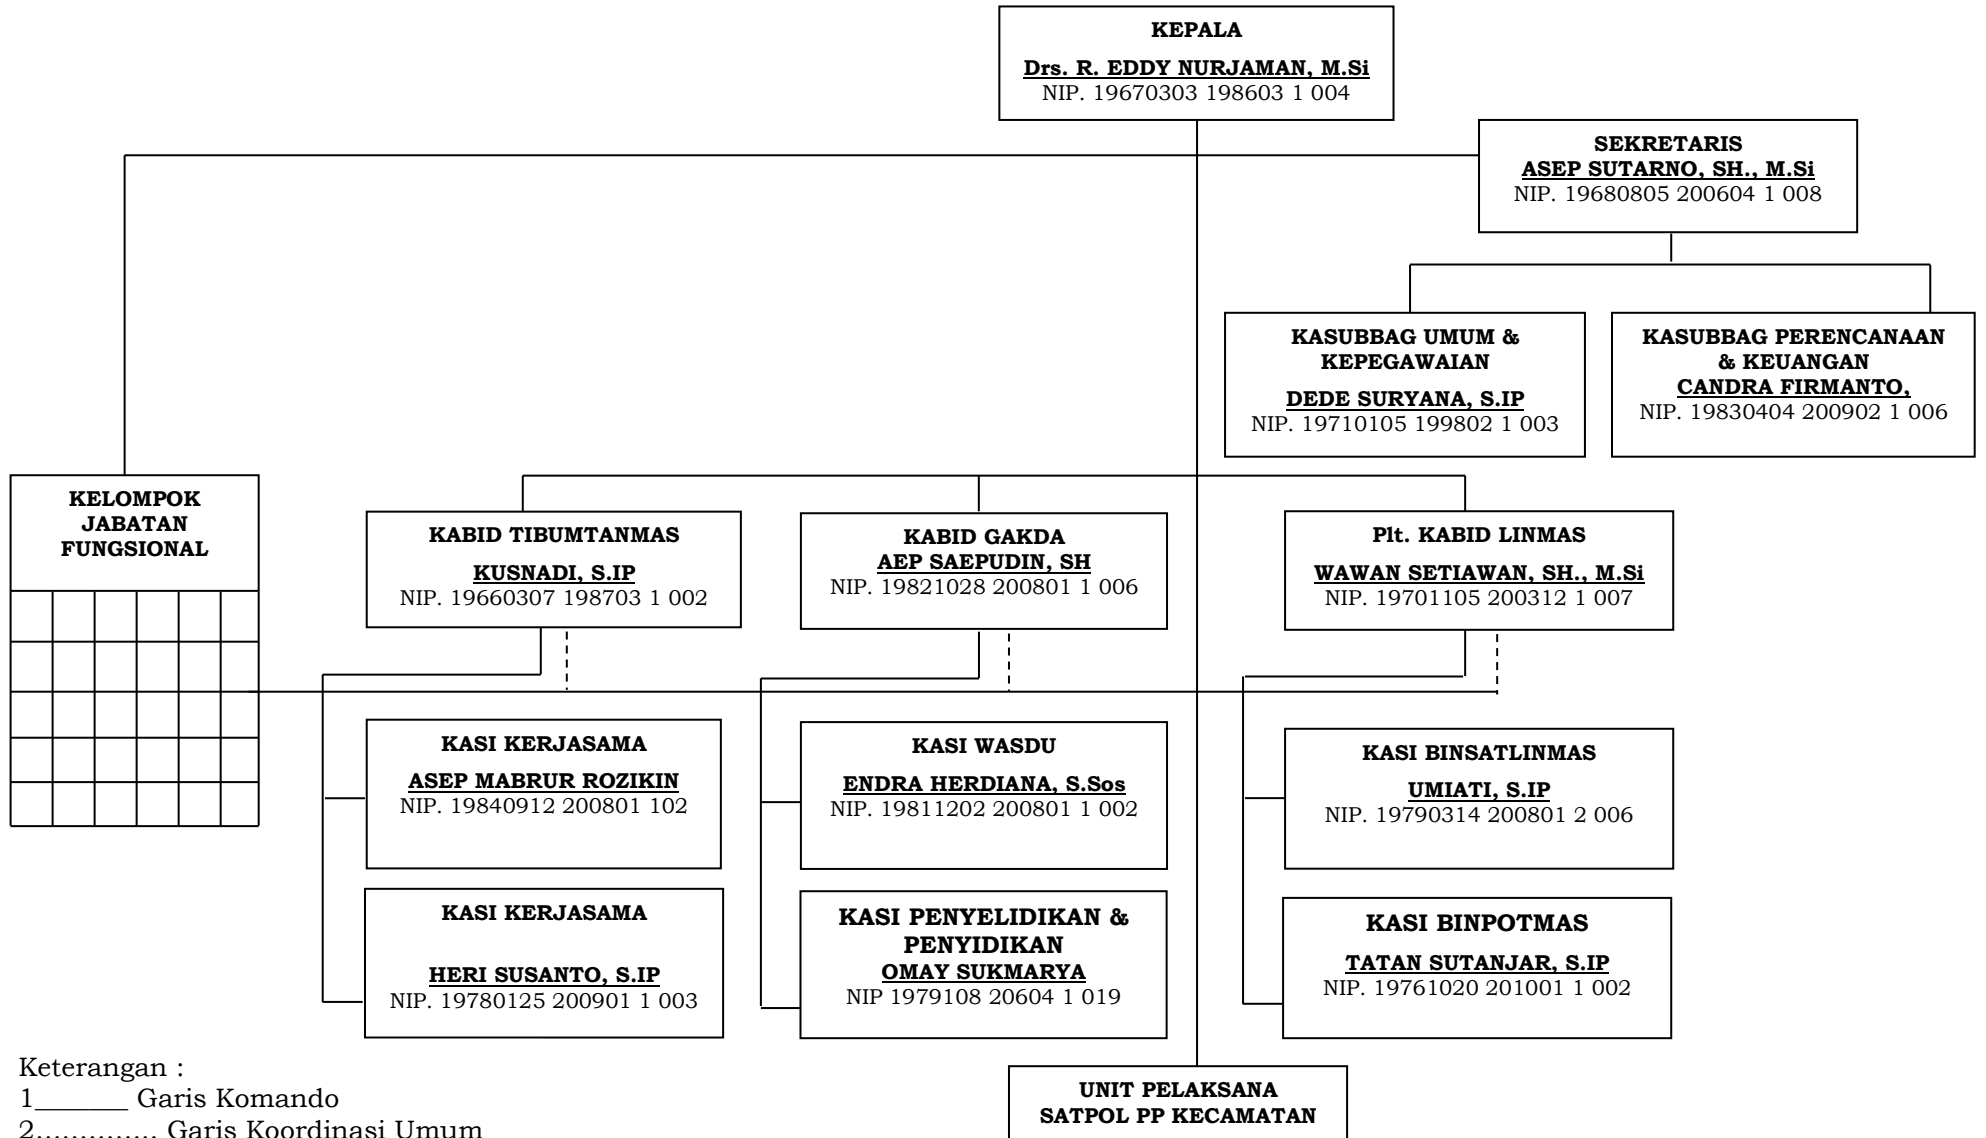 KEPALA
Drs. R. EDDY NURJAMAN, M.Si
NIP. 19670303 198603 1 004
SEKRETARIS
ASEP SUTARNO, SH., M.Si
NIP. 19680805 200604 1 008
KASUBBAG UMUM &
KEPEGAWAIAN
DEDE SURYANA, S.IP
NIP. 19710105 199802 1 003
KASUBBAG PERENCANAAN
& KEUANGAN
CANDRA FIRMANTO,
NIP. 19830404 200902 1 006
KELOMPOK
JABATAN
FUNGSIONAL
KABID TIBUMTANMAS
KUSNADI, S.IP
NIP. 19660307 198703 1 002
KABID GAKDA
AEP SAEPUDIN, SH
NIP. 19821028 200801 1 006
Plt. KABID LINMAS
WAWAN SETIAWAN, SH., M.Si
NIP. 19701105 200312 1 007
KASI KERJASAMA
ASEP MABRUR ROZIKIN
NIP. 19840912 200801 102
KASI WASDU
ENDRA HERDIANA, S.Sos
NIP. 19811202 200801 1 002
KASI BINSATLINMAS
UMIATI, S.IP
NIP. 19790314 200801 2 006
KASI KERJASAMA
HERI SUSANTO, S.IP
NIP. 19780125 200901 1 003
KASI PENYELIDIKAN &
PENYIDIKAN
OMAY SUKMARYA
NIP 1979108 20604 1 019
KASI BINPOTMAS
TATAN SUTANJAR, S.IP
NIP. 19761020 201001 1 002
Keterangan :
1_______ Garis Komando
2.............. Garis Koordinasi Umum
UNIT PELAKSANA
SATPOL PP KECAMATAN